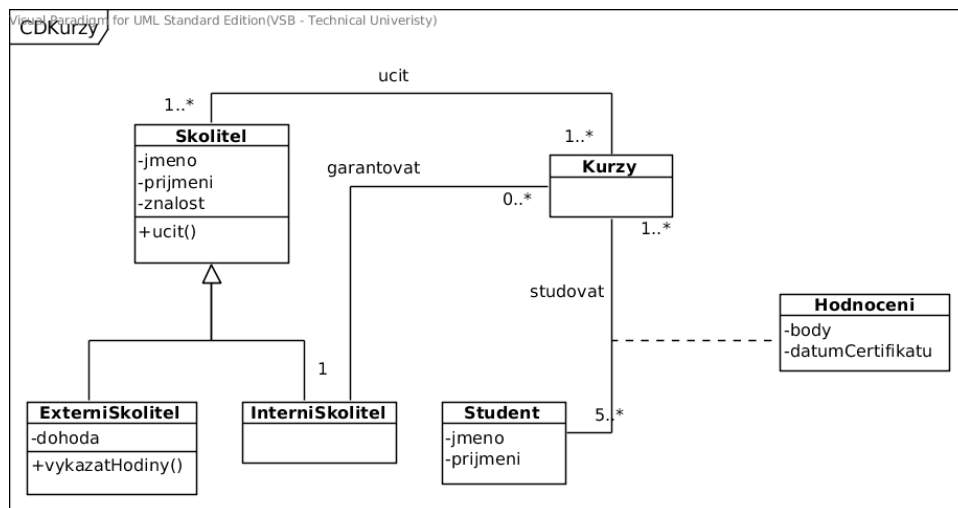 Visual Paradigm for UML Standard Edition(VSB - Technical Univeristy)
CDKurzy
ucit
1..*
1..*
Skolitel
-jmeno
-prijmeni
-znalost
+ucit()
garantovat
Kurzy
0..*
1..*
studovat
Hodnoceni
-body
-datumCertifikatu
1
ExterniSkolitel
-dohoda
+vykazatHodiny()
InterniSkolitel
Student
-jmeno
-prijmeni
5..*